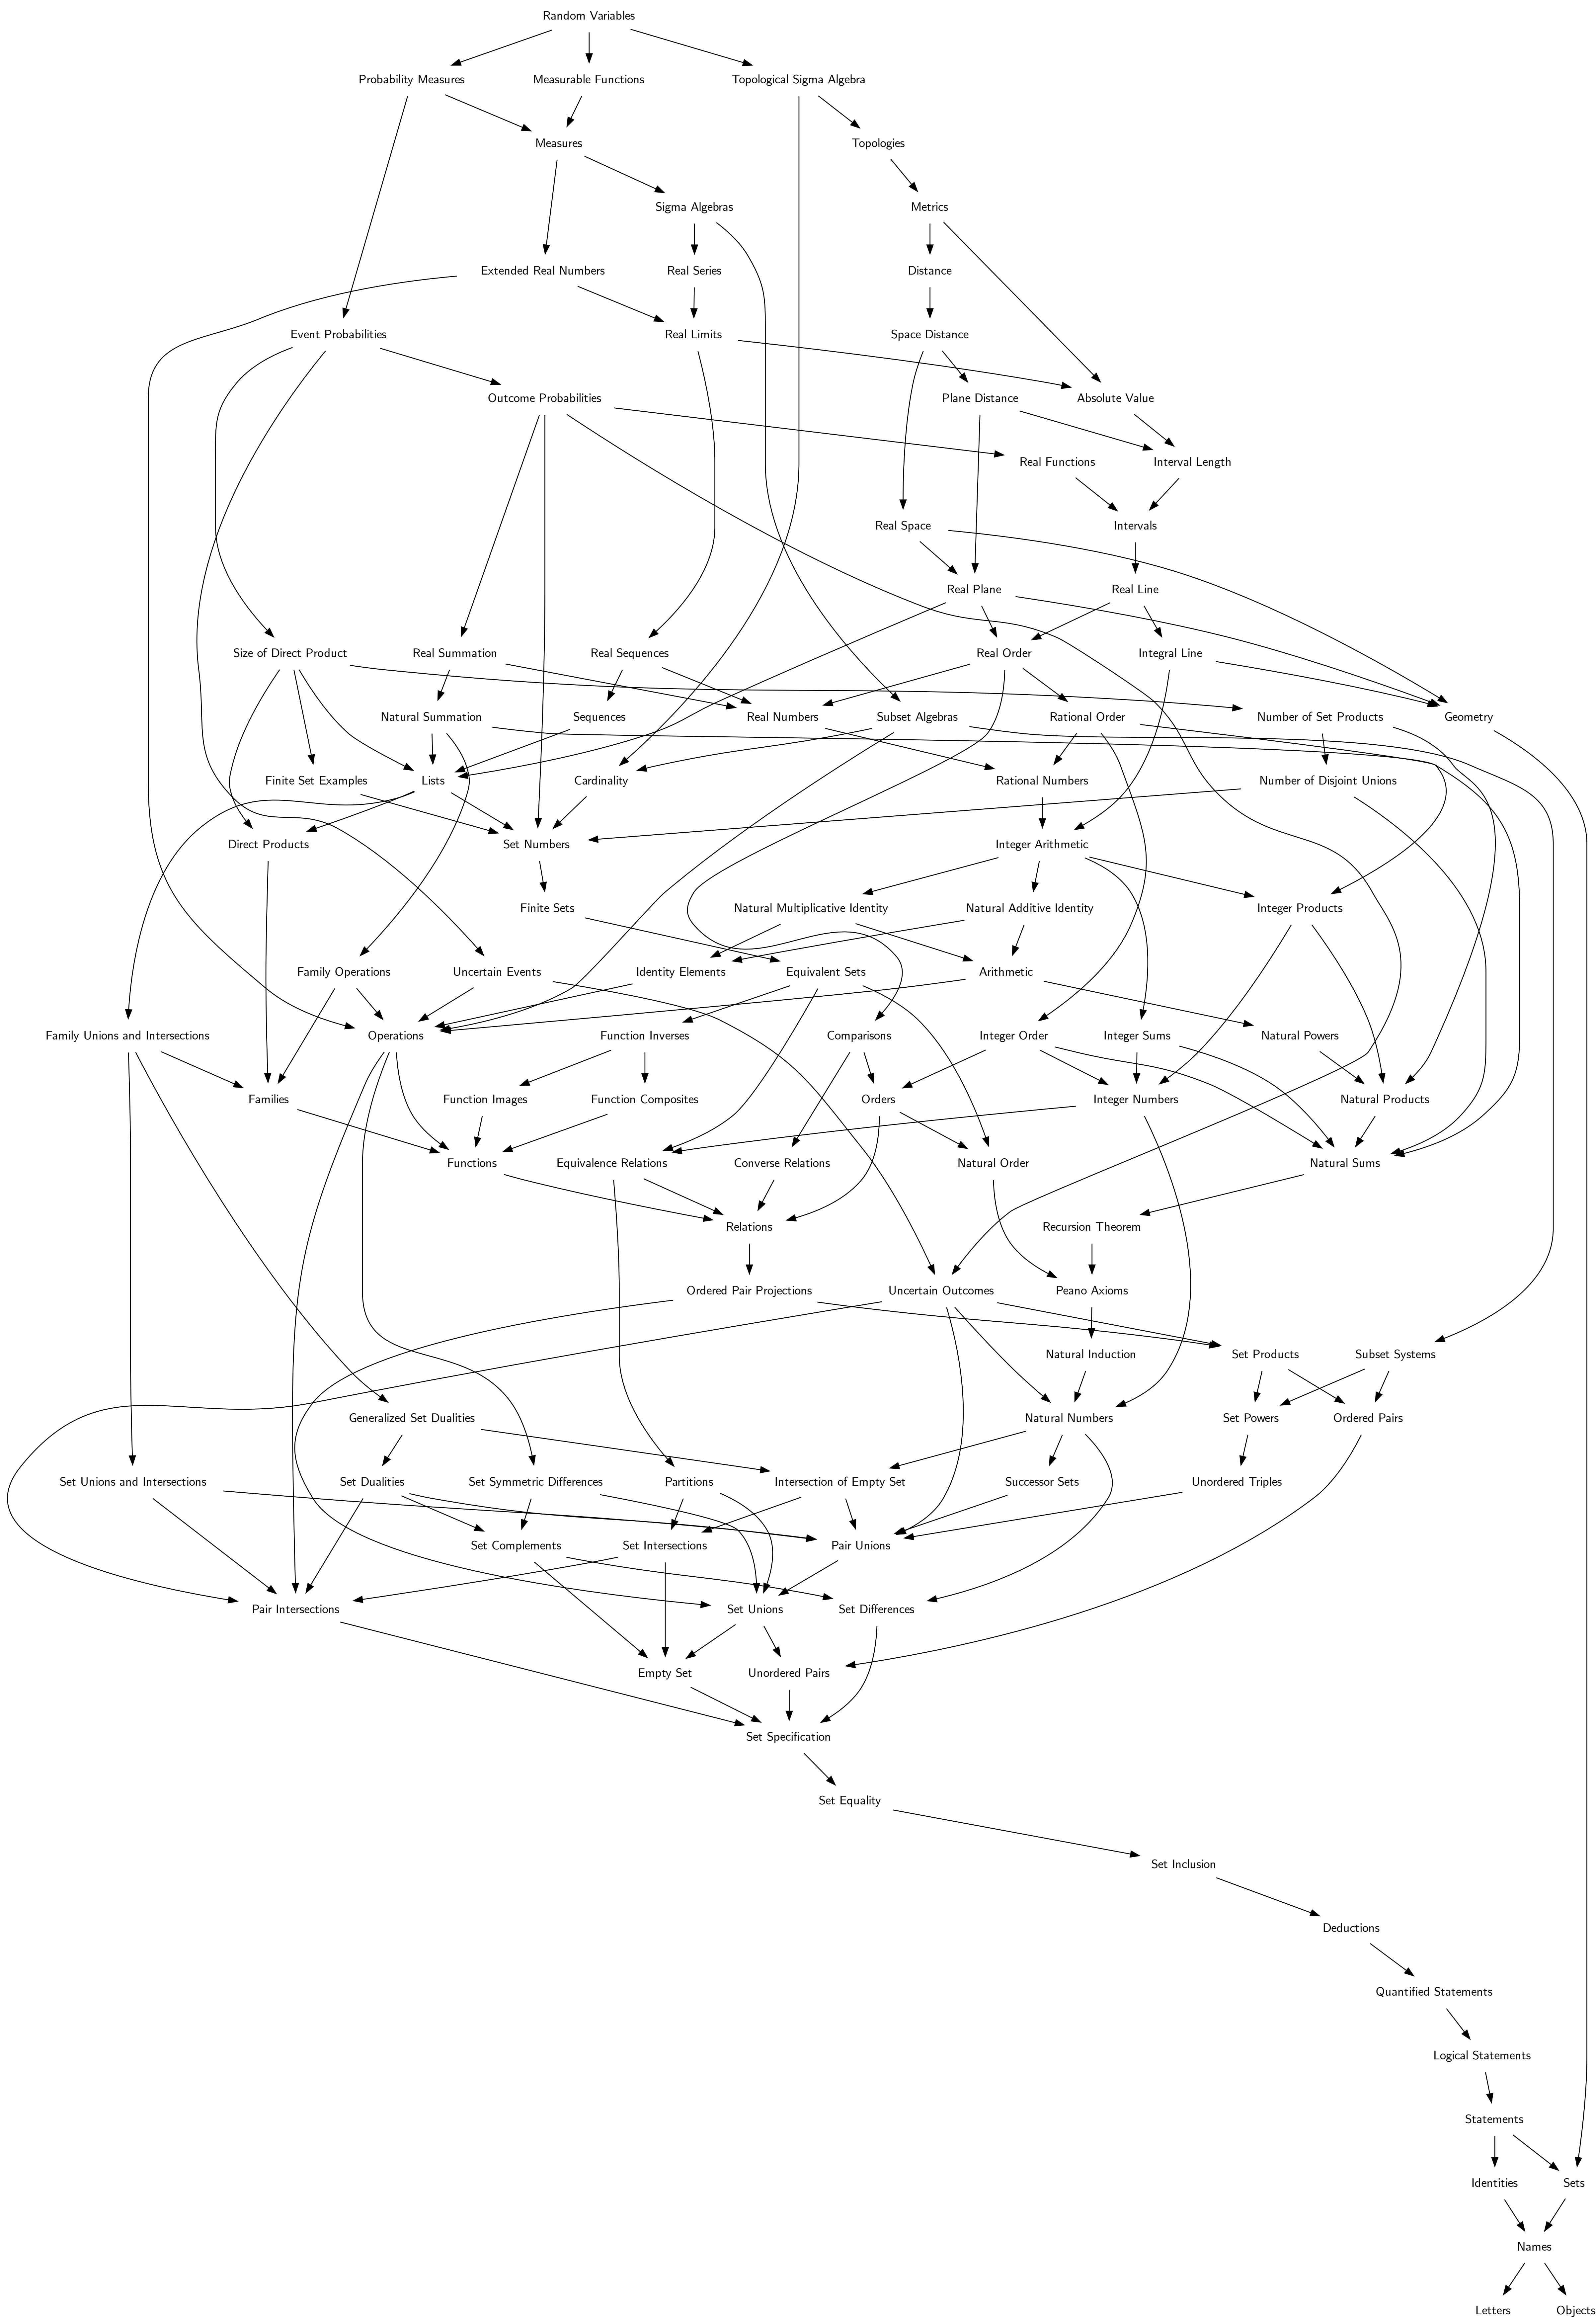 Random Variables
Probability Measures
Measurable Functions
Topological Sigma Algebra
Measures
Topologies
Sigma Algebras
Metrics
Extended Real Numbers
Real Series
Distance
Event Probabilities
Real Limits
Space Distance
Outcome Probabilities
Plane Distance
Absolute Value
Real Functions
Interval Length
Real Space
Intervals
Real Plane
Real Line
Size of Direct Product
Real Summation
Real Sequences
Real Order
Integral Line
Natural Summation
Sequences
Real Numbers
Subset Algebras
Rational Order
Number of Set Products
Geometry
Finite Set Examples
Lists
Cardinality
Rational Numbers
Number of Disjoint Unions
Direct Products
Set Numbers
Integer Arithmetic
Finite Sets
Natural Multiplicative Identity
Natural Additive Identity
Integer Products
Family Operations
Uncertain Events
Identity Elements
Equivalent Sets
Arithmetic
Family Unions and Intersections
Operations
Function Inverses
Comparisons
Integer Order
Integer Sums
Natural Powers
Families
Function Images
Function Composites
Orders
Integer Numbers
Natural Products
Functions
Equivalence Relations
Converse Relations
Natural Order
Natural Sums
Relations
Recursion Theorem
Ordered Pair Projections
Uncertain Outcomes
Peano Axioms
Natural Induction
Set Products
Subset Systems
Generalized Set Dualities
Natural Numbers
Set Powers
Ordered Pairs
Set Unions and Intersections
Set Dualities
Set Symmetric Differences
Partitions
Intersection of Empty Set
Successor Sets
Unordered Triples
Set Complements
Set Intersections
Pair Unions
Pair Intersections
Set Unions
Set Differences
Empty Set
Unordered Pairs
Set Specification
Set Equality
Set Inclusion
Deductions
Quantified Statements
Logical Statements
Statements
Identities
Sets
Names
Letters
Objects